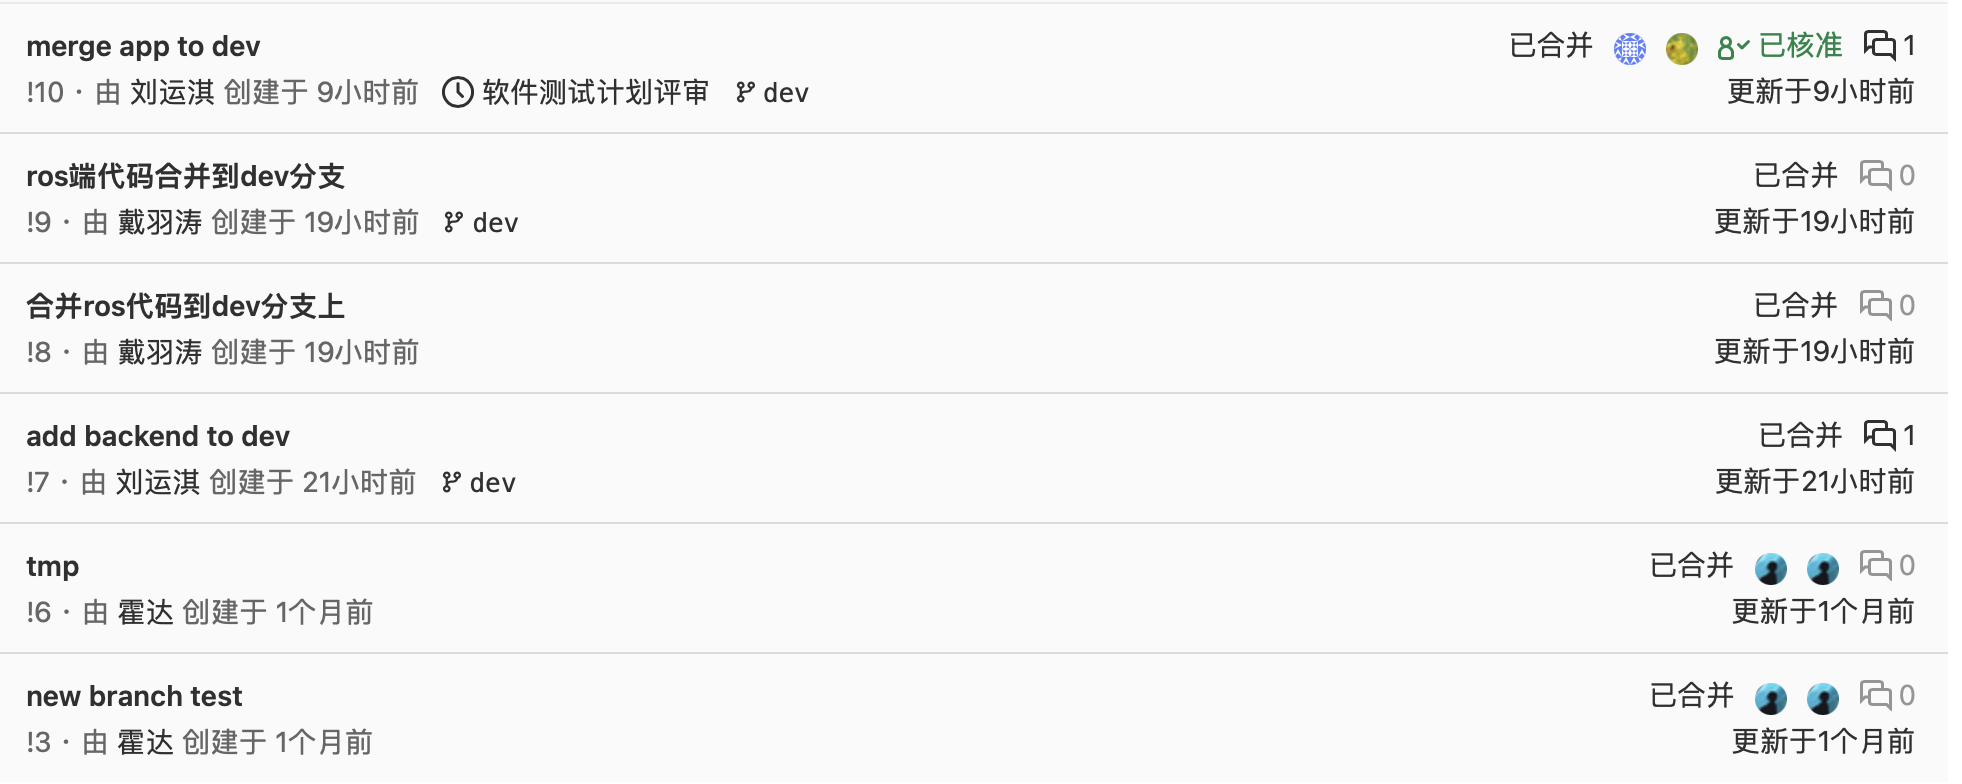 merge app to dev
已合并 已核准 1
!10 · 由 刘运淇 创建于 9小时前 软件测试计划评审 dev
更新于9小时前
ros端代码合并到dev分支
已合并 0
!9 · 由 戴羽涛 创建于 19小时前 dev
更新于19小时前
合并ros代码到dev分支上
已合并 0
!8 · 由 戴羽涛 创建于 19小时前
更新于19小时前
add backend to dev
已合并 1
!7 · 由 刘运淇 创建于 21小时前 dev
更新于21小时前
tmp
已合并 0
!6 · 由 霍达 创建于 1个月前
更新于1个月前
new branch test
已合并 0
!3 · 由 霍达 创建于 1个月前
更新于1个月前